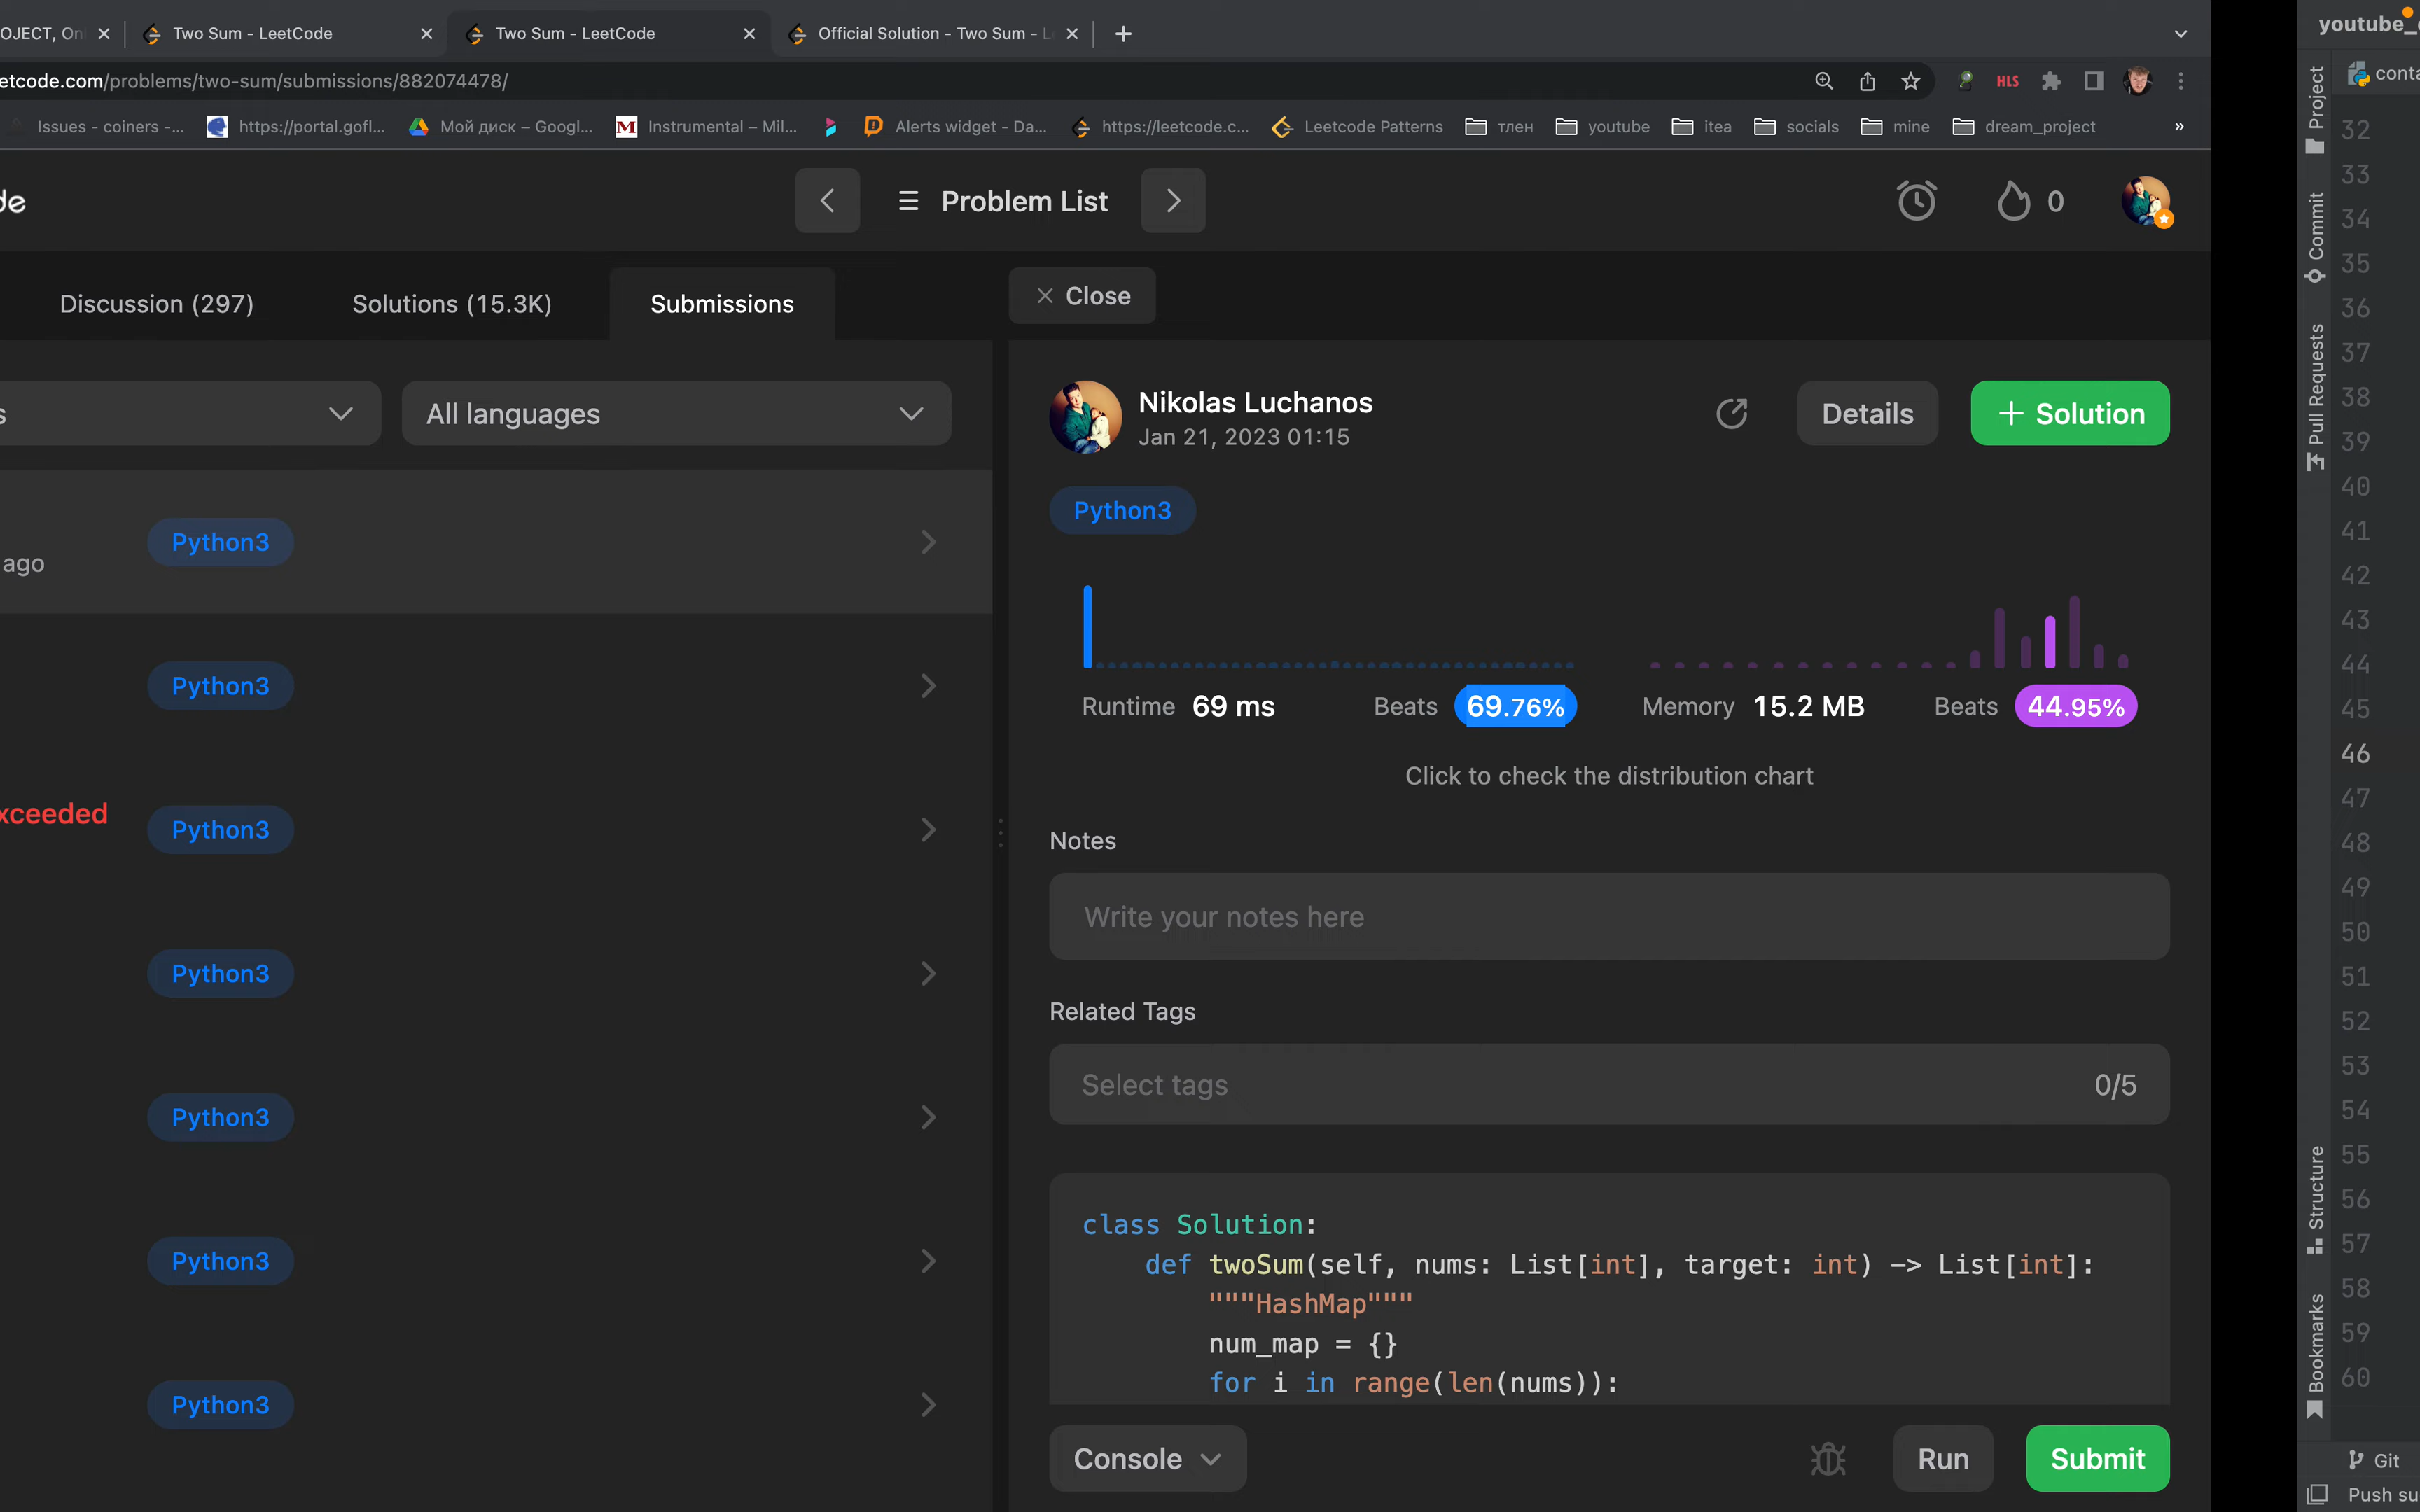 OJECT, On
Two Sum - LeetCode
Two Sum - LeetCode
Official Solution - Two Sum - L
youtube_
etcode.com/problems/two-sum/submissions/882074478/
HLS
conta
Issues - coiners -...
https://portal.gofl...
Мой диск – Googl...
Instrumental – Mil...
Alerts widget - Da...
https://leetcode.c...
Leetcode Patterns
тлен
youtube
itea
socials
mine
dream_project
»
de
Problem List
0
Discussion (297)
Solutions (15.3K)
Submissions
Close
s
All languages
Nikolas Luchanos
Jan 21, 2023 01:15
Details
+ Solution
Python3
Python3
ago
Python3
Runtime 69 ms
Beats 69.76%
Memory 15.2 MB
Beats 44.95%
Click to check the distribution chart
xceeded
Python3
Notes
Write your notes here
Python3
Related Tags
Select tags
0/5
Python3
Python3
Python3
class Solution:
def twoSum(self, nums: List[int], target: int) -> List[int]:
"""HashMap"""
num_map = {}
for i in range(len(nums)):
Console
Run
Submit
Project
Commit
Pull Requests
Structure
Bookmarks
32
33
34
35
36
37
38
39
40
41
42
43
44
45
46
47
48
49
50
51
52
53
54
55
56
57
58
59
60
Git
Push su